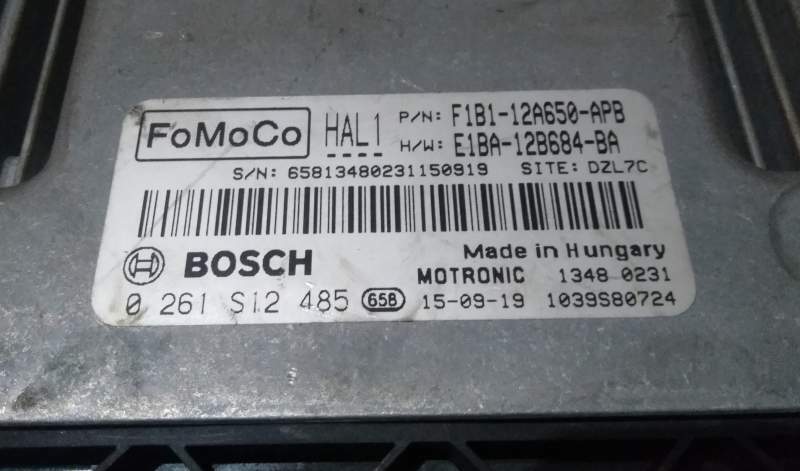 FoMoCo HAL1 P/N: F1B1-12A650-APB
H/W: E1BA-12B684-BA
S/N: 65813480231150919 SITE: DZL7C
BOSCH Made in Hungary
MOTRONIC 1348 0231
0 261 S12 485 658 15-09-19 1039S80724